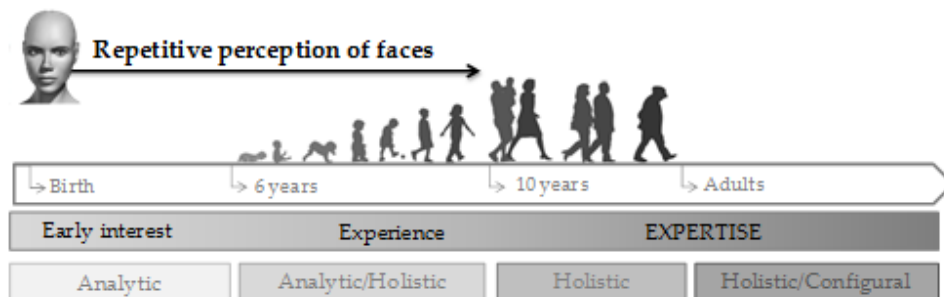 Repetitive perception of faces
Birth
6 years
10 years
Adults
Early interest
Experience
EXPERTISE
Analytic
Analytic/Holistic
Holistic
Holistic/Configural